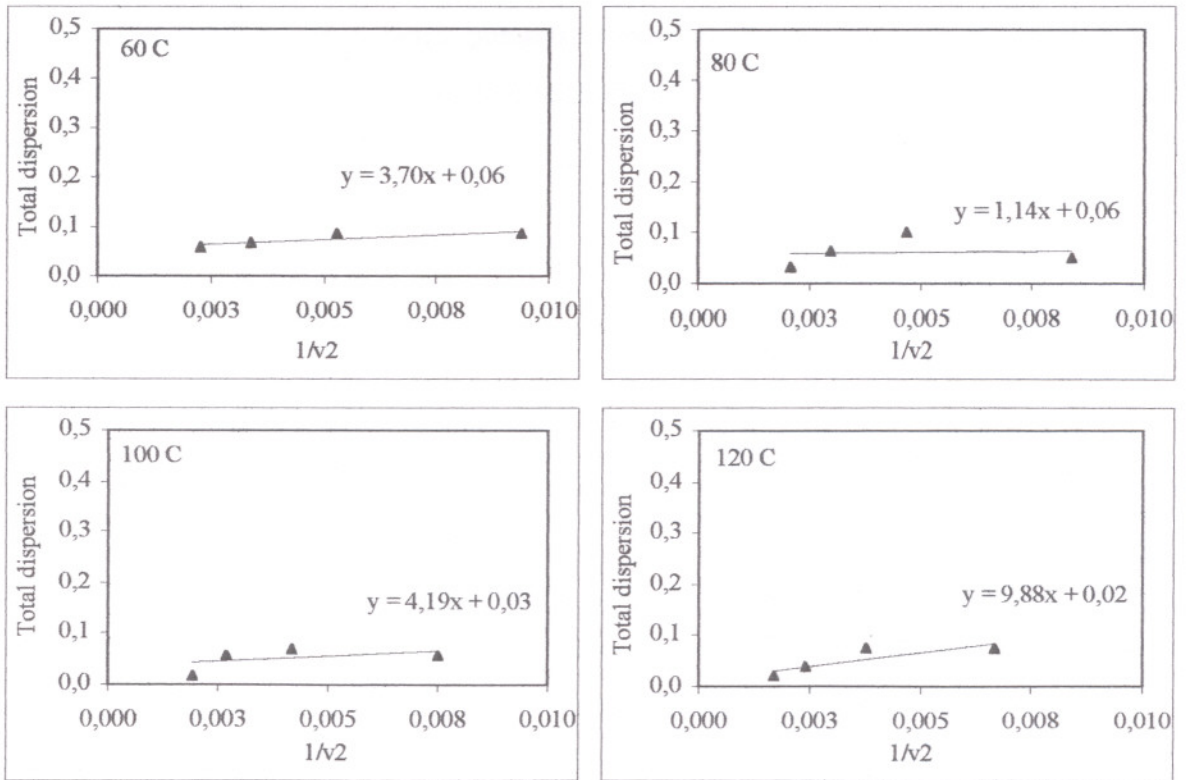 60 C
Total dispersion
0,5
0,4
0,3
0,2
0,1
0,0
y = 3,70x + 0,06
0,000 0,003 0,005 0,008 0,010
1/v2
80 C
Total dispersion
0,5
0,4
0,3
0,2
0,1
0,0
y = 1,14x + 0,06
0,000 0,003 0,005 0,008 0,010
1/v2
100 C
Total dispersion
0,5
0,4
0,3
0,2
0,1
0,0
y = 4,19x + 0,03
0,000 0,003 0,005 0,008 0,010
1/v2
120 C
Total dispersion
0,5
0,4
0,3
0,2
0,1
0,0
y = 9,88x + 0,02
0,000 0,003 0,005 0,008 0,010
1/v2